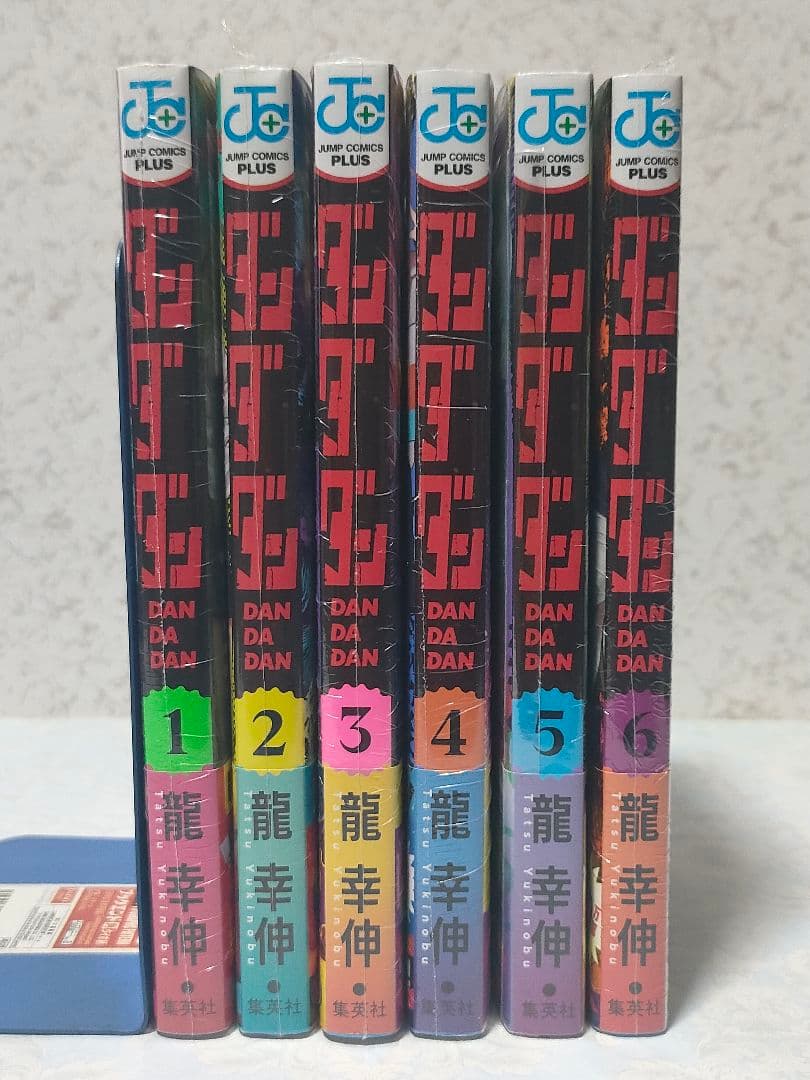 JC
JUMP COMICS
PLUS
ダン
ダ
ダン
DAN
DA
DAN
1
龍 幸伸
Tatsu Yukinobu
集英社
JC
JUMP COMICS
PLUS
ダン
ダ
ダン
DAN
DA
DAN
2
龍 幸伸
Tatsu Yukinobu
集英社
JC
JUMP COMICS
PLUS
ダン
ダ
ダン
DAN
DA
DAN
3
龍 幸伸
Tatsu Yukinobu
集英社
JC
JUMP COMICS
PLUS
ダン
ダ
ダン
DAN
DA
DAN
4
龍 幸伸
Tatsu Yukinobu
集英社
JC
JUMP COMICS
PLUS
ダン
ダ
ダン
DAN
DA
DAN
5
龍 幸伸
Tatsu Yukinobu
集英社
JC
JUMP COMICS
PLUS
ダン
ダ
ダン
DAN
DA
DAN
6
龍 幸伸
Tatsu Yukinobu
集英社